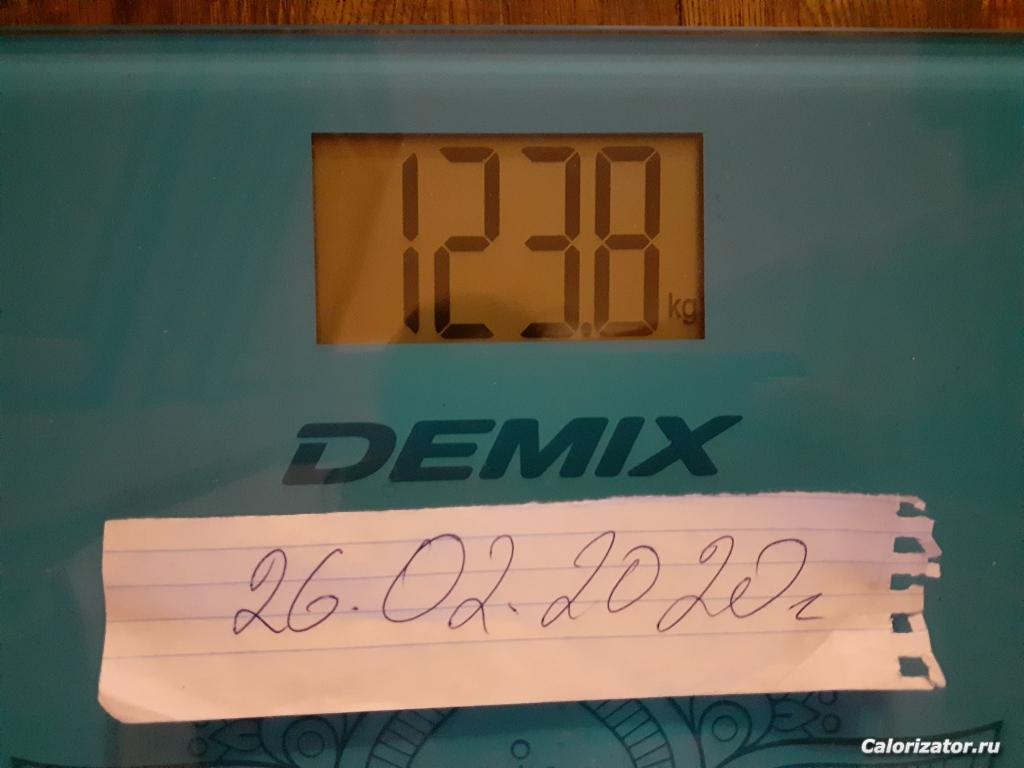 123.8 kg
DEMIX
26.02.2020г
Calorizator.ru